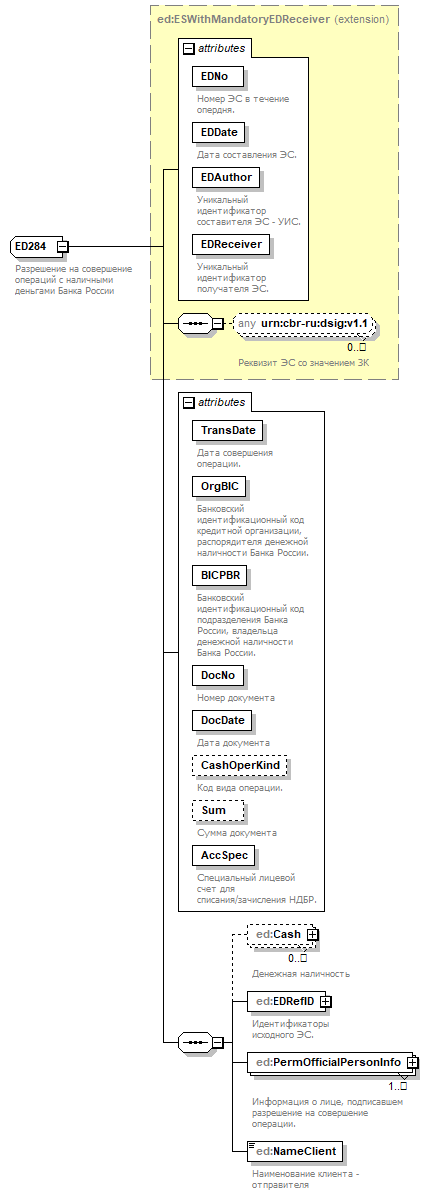 ed:ESWithMandatoryEDReceiver (extension)
attributes
EDNo
Номер ЭС в течение
опердня.
EDDate
Дата составления ЭС.
EDAuthor
Уникальный
идентификатор
составителя ЭС - УИС.
EDReceiver
Уникальный
идентификатор
получателя ЭС.
ED284
Разрешение на совершение
операций с наличными
деньгами Банка России
any urn:cbr-ru:dsig:v1.1
0..□
Реквизит ЭС со значением ЗК
attributes
TransDate
Дата совершения
операции.
OrgBIC
Банковский
идентификационный код
кредитной организации,
распорядителя денежной
наличности Банка России.
BICPBR
Банковский
идентификационный код
подразделения Банка
России, владельца
денежной наличности
Банка России.
DocNo
Номер документа
DocDate
Дата документа
CashOperKind
Код вида операции.
Sum
Сумма документа
AccSpec
Специальный лицевой
счет для
списания/зачисления НДБР.
ed:Cash
0..□
Денежная наличность
ed:EDRefID
Идентификаторы
исходного ЭС.
ed:PermOfficialPersonInfo
1..□
Информация о лице, подписавшем
разрешение на совершение
операции.
ed:NameClient
Наименование клиента -
отправителя